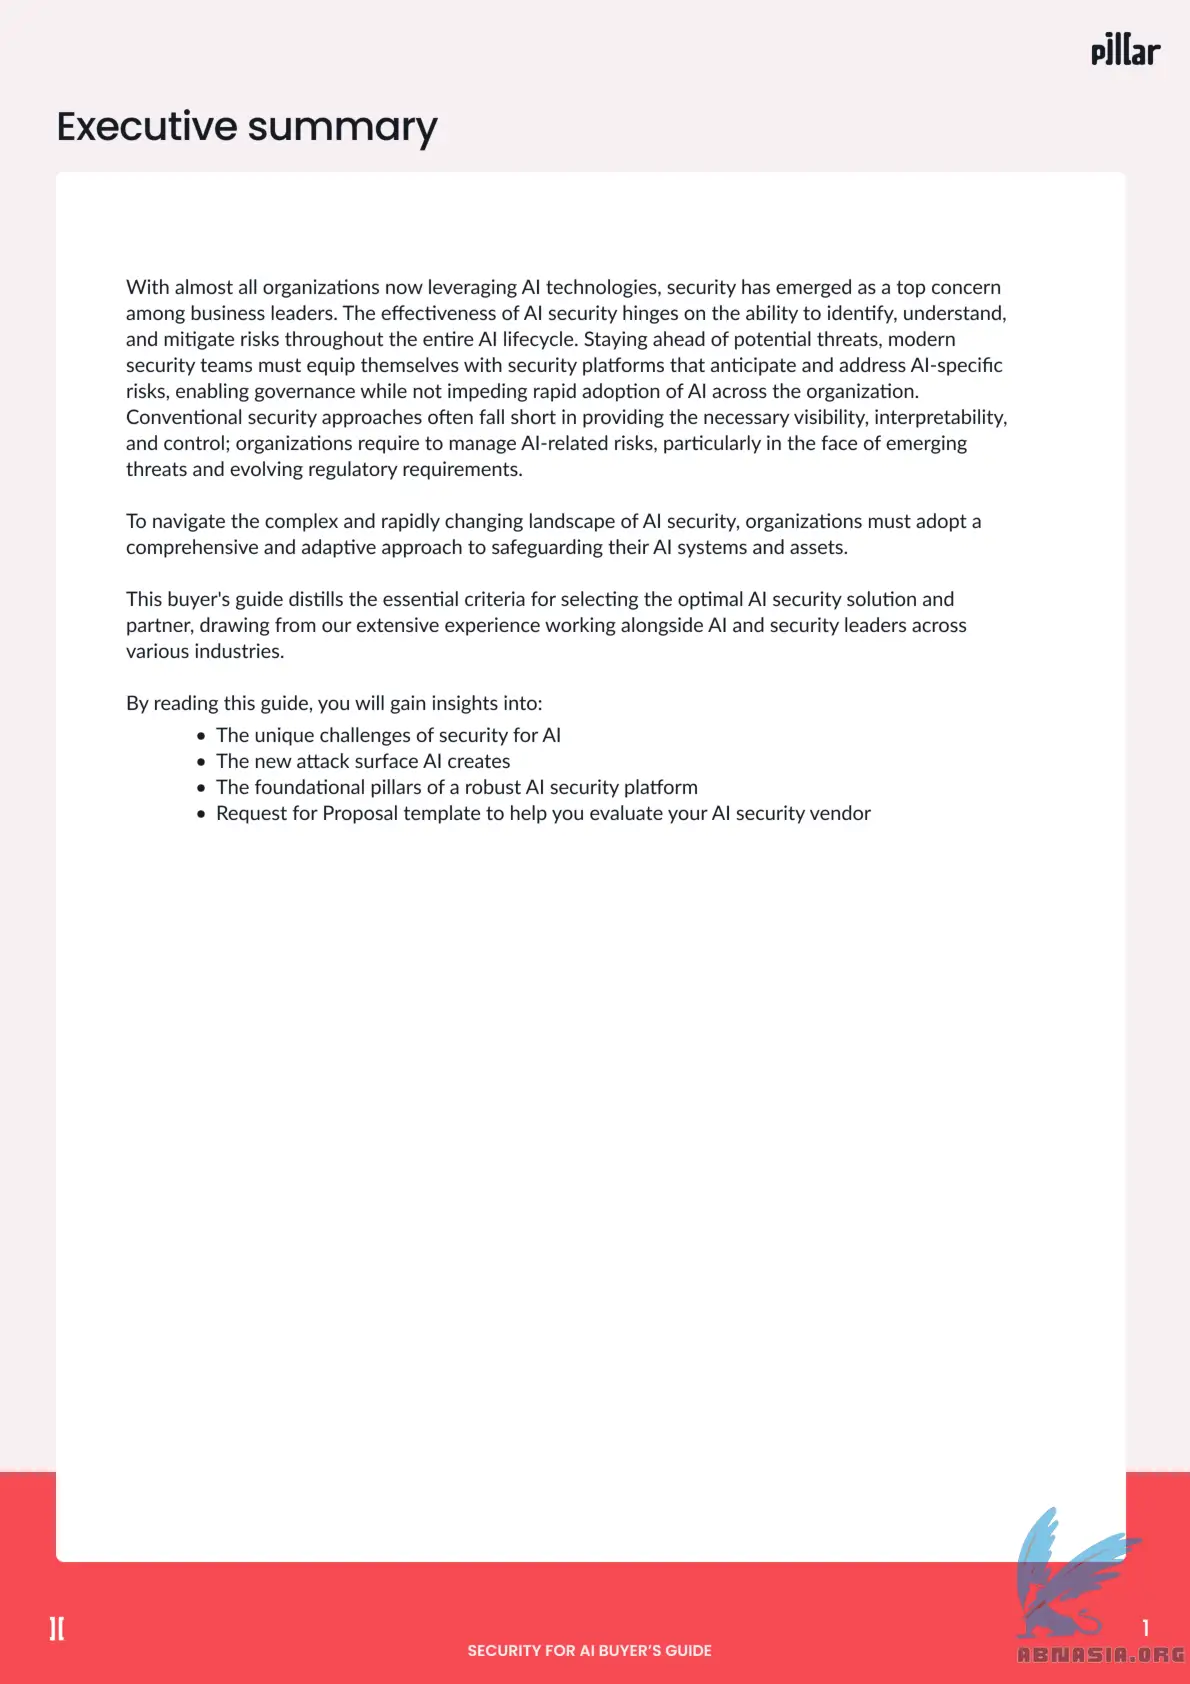 pillar
Executive summary
With almost all organizations now leveraging AI technologies, security has emerged as a top concern
among business leaders. The effectiveness of AI security hinges on the ability to identify, understand,
and mitigate risks throughout the entire AI lifecycle. Staying ahead of potential threats, modern
security teams must equip themselves with security platforms that anticipate and address AI-specific
risks, enabling governance while not impeding rapid adoption of AI across the organization.
Conventional security approaches often fall short in providing the necessary visibility, interpretability,
and control; organizations require to manage AI-related risks, particularly in the face of emerging
threats and evolving regulatory requirements.
To navigate the complex and rapidly changing landscape of AI security, organizations must adopt a
comprehensive and adaptive approach to safeguarding their AI systems and assets.
This buyer's guide distills the essential criteria for selecting the optimal AI security solution and
partner, drawing from our extensive experience working alongside AI and security leaders across
various industries.
By reading this guide, you will gain insights into:
• The unique challenges of security for AI
• The new attack surface AI creates
• The foundational pillars of a robust AI security platform
• Request for Proposal template to help you evaluate your AI security vendor
1
SECURITY FOR AI BUYER’S GUIDE
ABNASIA.ORG